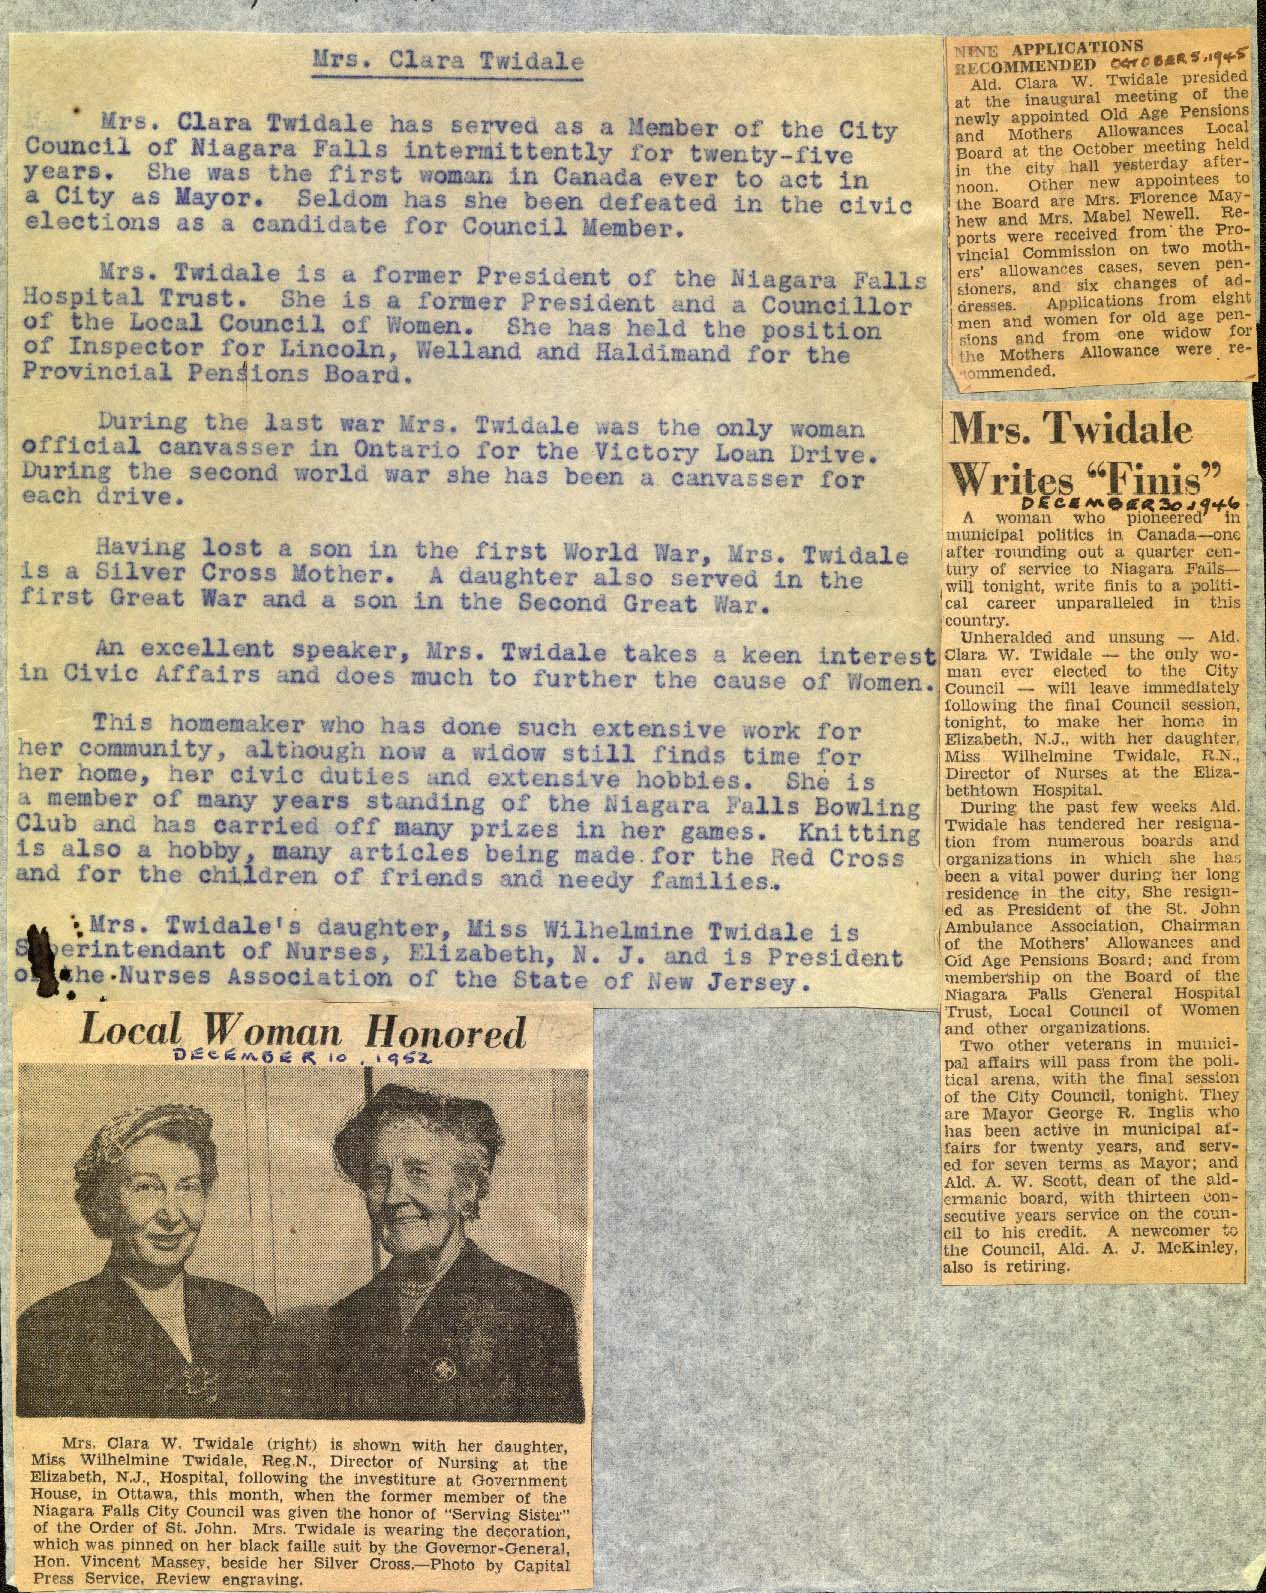 Mrs. Clara Twidale
Mrs. Clara Twidale has served as a Member of the City
Council of Niagara Falls intermittently for twenty-five
years. She was the first woman in Canada ever to act in
a City as Mayor. Seldom has she been defeated in the civic
elections as a candidate for Council Member.
Mrs. Twidale is a former President of the Niagara Falls
Hospital Trust. She is a former President and a Councillor
of the Local Council of Women. She has held the position
of Inspector for Lincoln, Welland and Haldimand for the
Provincial Pensions Board.
During the last war Mrs. Twidale was the only woman
official canvasser in Ontario for the Victory Loan Drive.
During the second world war she has been a canvasser for
each drive.
Having lost a son in the first World War, Mrs. Twidale
is a Silver Cross Mother. A daughter also served in the
first Great War and a son in the Second Great War.
An excellent speaker, Mrs. Twidale takes a keen interest
in Civic Affairs and does much to further the cause of Women.
This homemaker who has done such extensive work for
her community, although now a widow still finds time for
her home, her civic duties and extensive hobbies. She is
a member of many years standing of the Niagara Falls Bowling
Club and has carried off many prizes in her games. Knitting
is also a hobby, many articles being made for the Red Cross
and for the children of friends and needy families.
Mrs. Twidale's daughter, Miss Wilhelmine Twidale is
Superintendant of Nurses, Elizabeth, N. J. and is President
of the Nurses Association of the State of New Jersey.
NINE APPLICATIONS
RECOMMENDED OCTOBER 5, 1945
Ald. Clara W. Twidale presided
at the inaugural meeting of the
newly appointed Old Age Pensions
and Mothers Allowances Local
Board at the October meeting held
in the city hall yesterday after-
noon. Other new appointees to
the Board are Mrs. Florence May-
hew and Mrs. Mabel Newell. Re-
ports were received from the Pro-
vincial Commission on two moth-
ers' allowances cases, seven pen-
sioners, and six changes of ad-
dresses. Applications from eight
men and women for old age pen-
sions and from one widow for
the Mothers Allowance were re-
commended.
Mrs. Twidale
Writes "Finis"
DECEMBER 30, 1946
A woman who pioneered in
municipal politics in Canada—one
after rounding out a quarter cen-
tury of service to Niagara Falls—
will tonight, write finis to a politi-
cal career unparalleled in this
country.
Unheralded and unsung — Ald.
Clara W. Twidale — the only wo-
man ever elected to the City
Council — will leave immediately
following the final Council session,
tonight, to make her home in
Elizabeth, N.J., with her daughter,
Miss Wilhelmine Twidale, R.N.,
Director of Nurses at the Eliza-
bethtown Hospital.
During the past few weeks Ald.
Twidale has tendered her resigna-
tion from numerous boards and
organizations in which she has
been a vital power during her long
residence in the city, She resign-
ed as President of the St. John
Ambulance Association, Chairman
of the Mothers' Allowances and
Old Age Pensions Board; and from
membership on the Board of the
Niagara Falls General Hospital
Trust, Local Council of Women
and other organizations.
Two other veterans in munici-
pal affairs will pass from the poli-
tical arena, with the final session
of the City Council, tonight. They
are Mayor George R. Inglis who
has been active in municipal af-
fairs for twenty years, and serv-
ed for seven terms as Mayor; and
Ald. A. W. Scott, dean of the ald-
ermanic board, with thirteen con-
secutive years service on the coun-
cil to his credit. A newcomer to
the Council, Ald. A. J. McKinley,
also is retiring.
Local Woman Honored
DECEMBER 10, 1952
Mrs. Clara W. Twidale (right) is shown with her daughter,
Miss Wilhelmine Twidale, Reg.N., Director of Nursing at the
Elizabeth, N.J., Hospital, following the investiture at Government
House, in Ottawa, this month, when the former member of the
Niagara Falls City Council was given the honor of "Serving Sister"
of the Order of St. John. Mrs. Twidale is wearing the decoration,
which was pinned on her black faille suit by the Governor-General,
Hon. Vincent Massey, beside her Silver Cross.—Photo by Capital
Press Service, Review engraving.